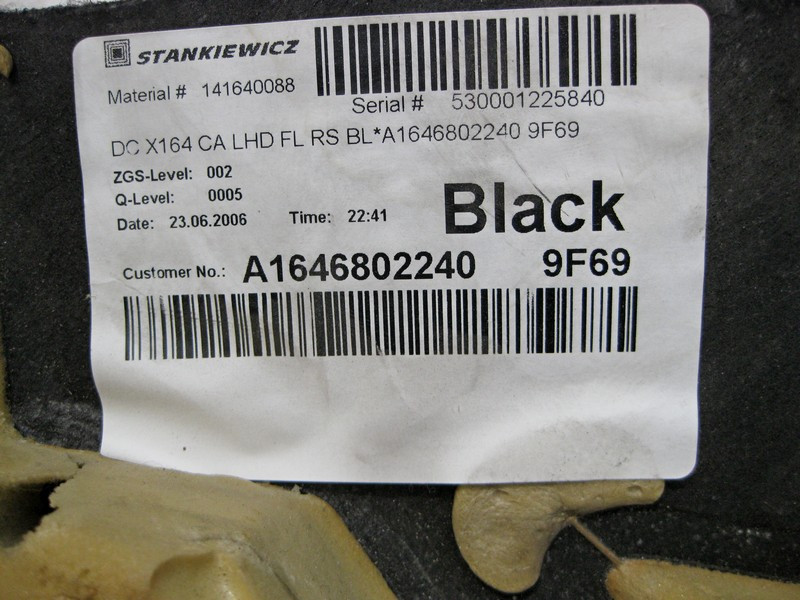 STANKIEWICZ
Material # 141640088
Serial # 530001225840
DC X164 CA LHD FL RS BL*A1646802240 9F69
ZGS-Level: 002
Q-Level: 0005
Date: 23.06.2006 Time: 22:41
Black
Customer No.: A1646802240 9F69